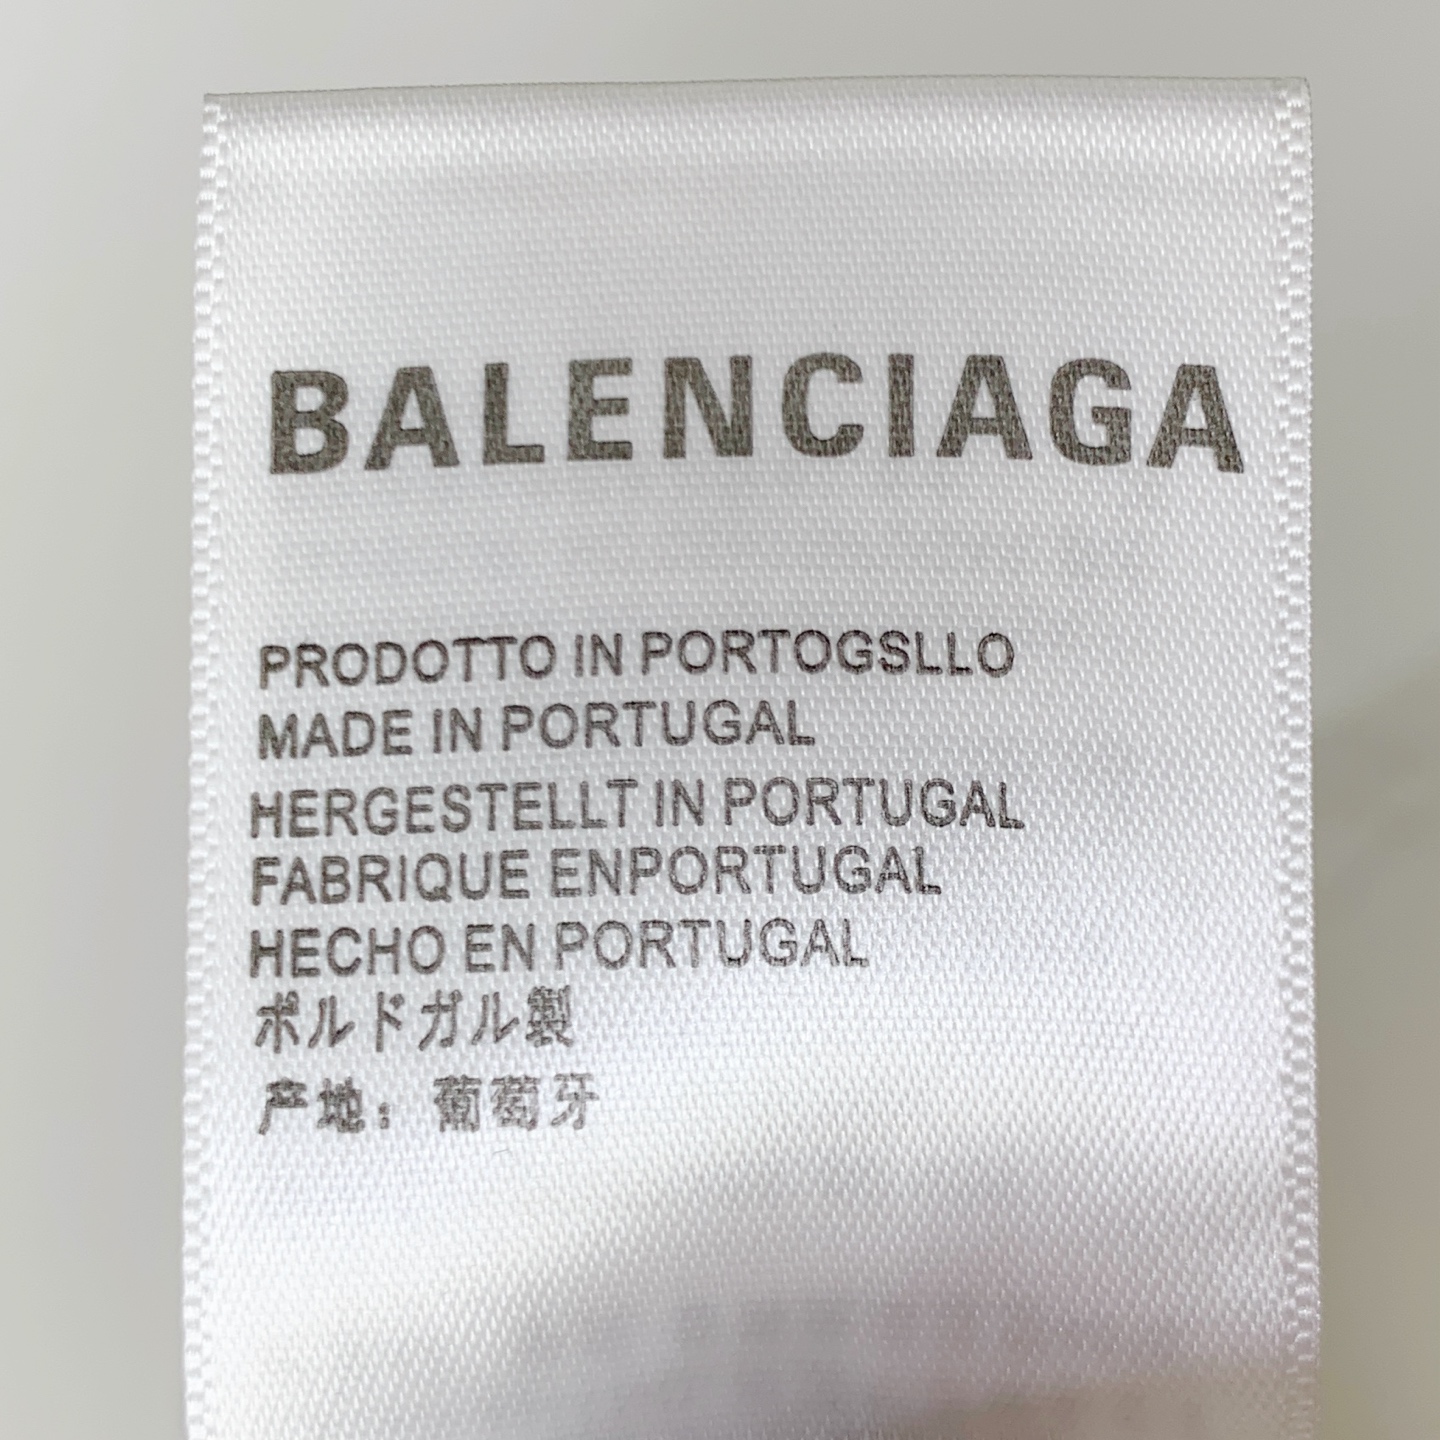 BALENCIAGA
PRODOTTO IN PORTOGSLLO
MADE IN PORTUGAL
HERGESTELLT IN PORTUGAL
FABRIQUE ENPORTUGAL
HECHO EN PORTUGAL
ポルドガル製
产地：葡萄牙